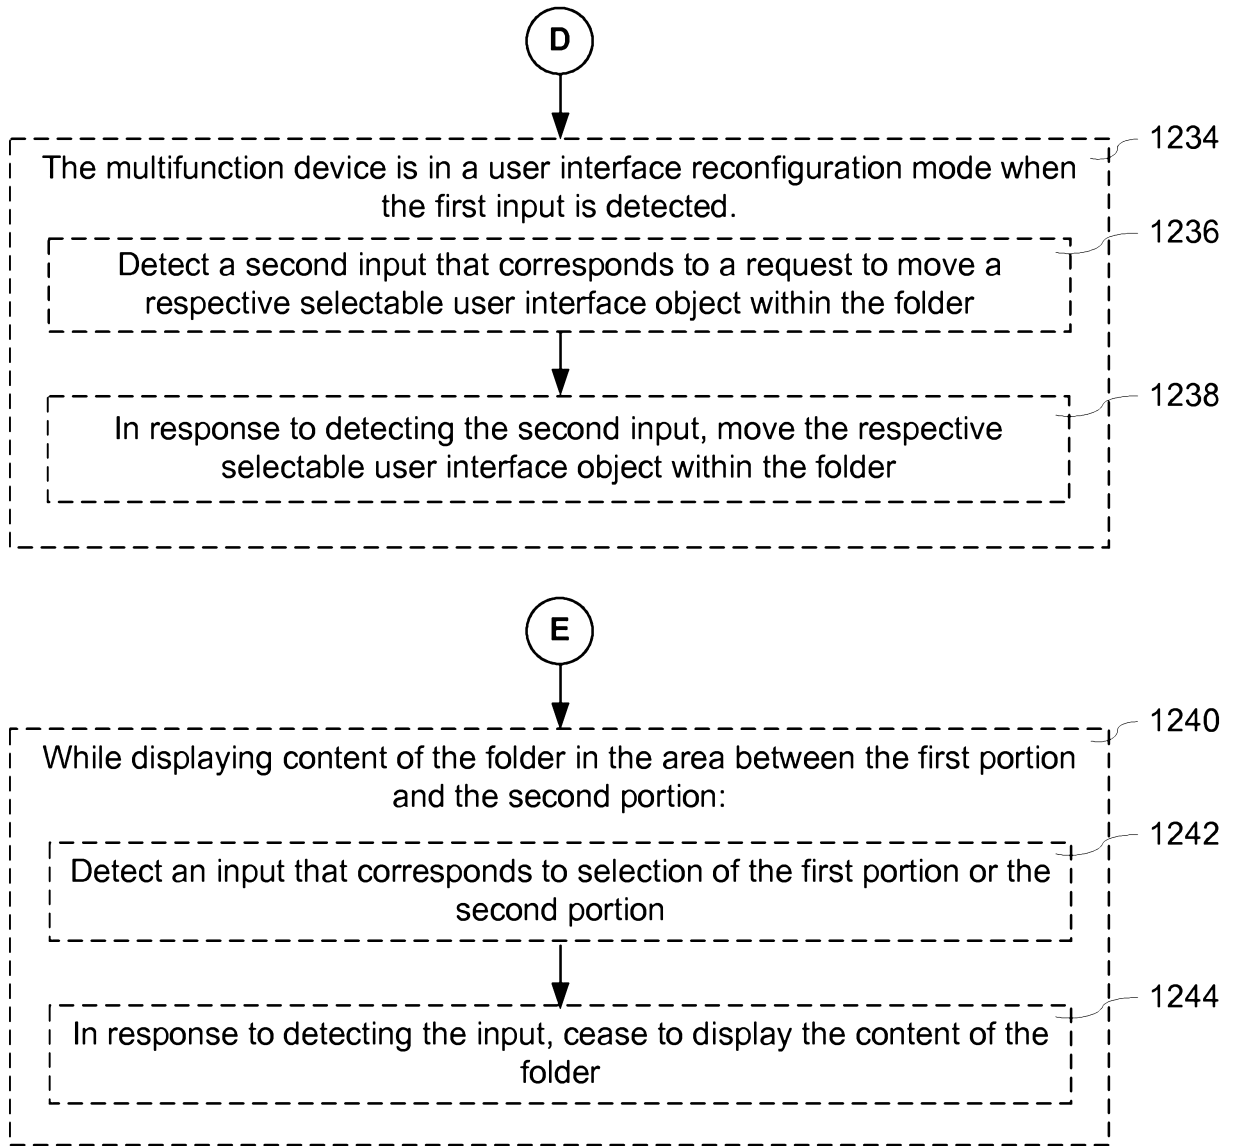 D
1234
The multifunction device is in a user interface reconfiguration mode when
the first input is detected.
1236
Detect a second input that corresponds to a request to move a
respective selectable user interface object within the folder
1238
In response to detecting the second input, move the respective
selectable user interface object within the folder
E
1240
While displaying content of the folder in the area between the first portion
and the second portion:
1242
Detect an input that corresponds to selection of the first portion or the
second portion
1244
In response to detecting the input, cease to display the content of the
folder